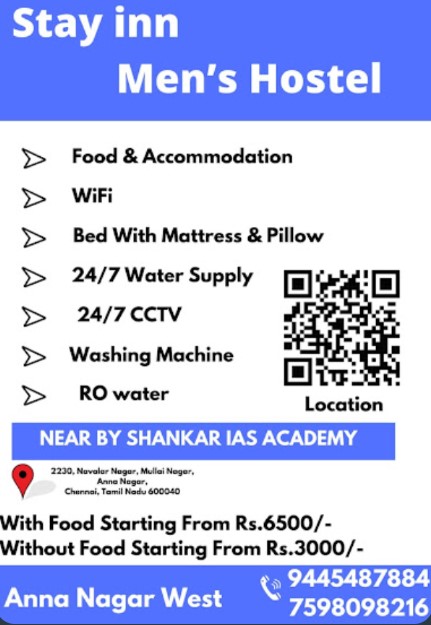 Stay inn
Men’s Hostel
Food & Accommodation
WiFi
Bed With Mattress & Pillow
24/7 Water Supply
24/7 CCTV
Washing Machine
RO water
Location
NEAR BY SHANKAR IAS ACADEMY
2230, Navalar Nagar, Mullai Nagar,
Anna Nagar,
Chennai, Tamil Nadu 600040
With Food Starting From Rs.6500/-
Without Food Starting From Rs.3000/-
Anna Nagar West
9445487884
7598098216